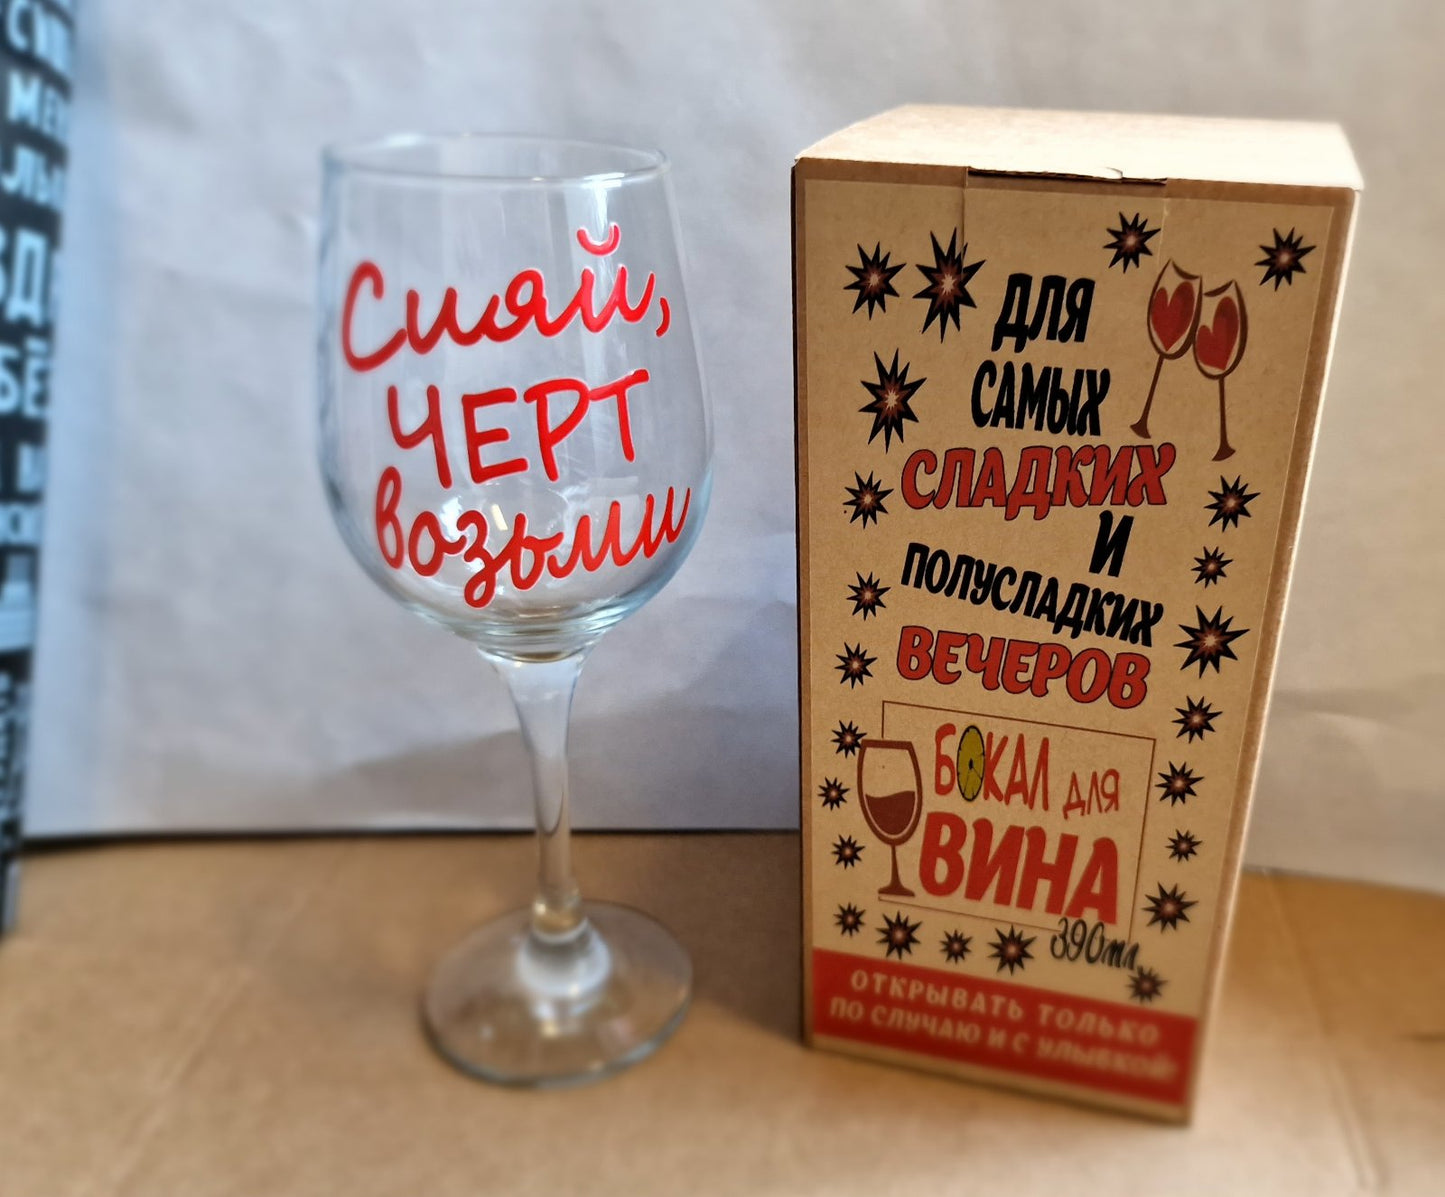 Сияй,
ЧЕРТ
возьми
ДЛЯ
САМЫХ
СЛАДКИХ
И
ПОЛУСЛАДКИХ
ВЕЧЕРОВ
БОКАЛ для
ВИНА
390мл
ОТКРЫВАТЬ ТОЛЬКО
ПО СЛУЧАЮ И С УЛЫБКОЙ